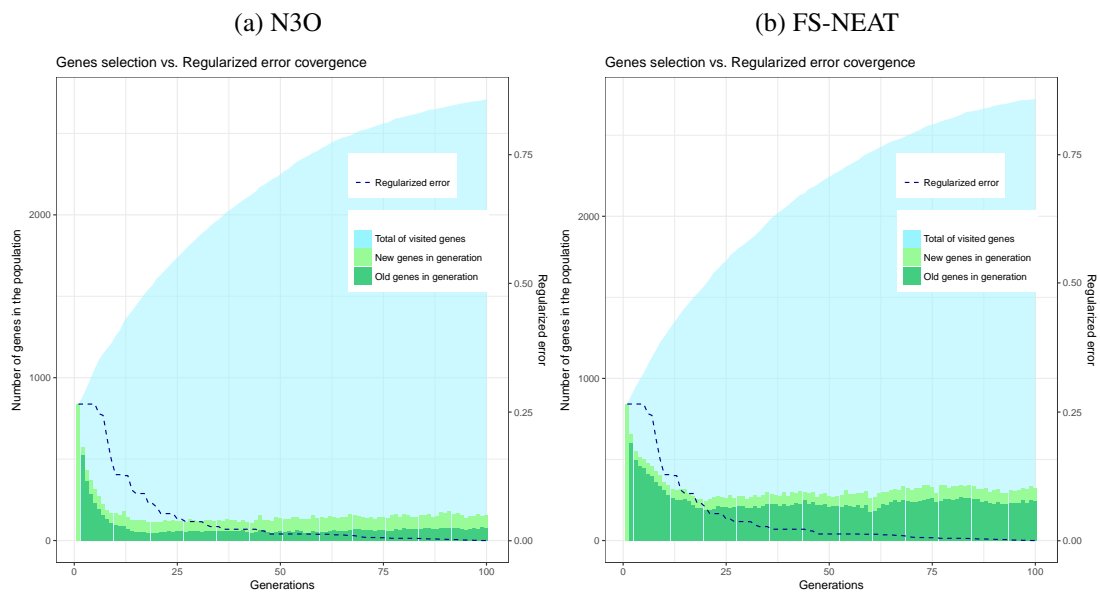 (a) N3O
Genes selection vs. Regularized error covergence
Number of genes in the population
2000
1000
0
0.75
0.50
0.25
0.00
Regularized error
Regularized error
Total of visited genes
New genes in generation
Old genes in generation
0 25 50 75 100
Generations
(b) FS-NEAT
Genes selection vs. Regularized error covergence
Number of genes in the population
2000
1000
0
0.75
0.50
0.25
0.00
Regularized error
Regularized error
Total of visited genes
New genes in generation
Old genes in generation
0 25 50 75 100
Generations